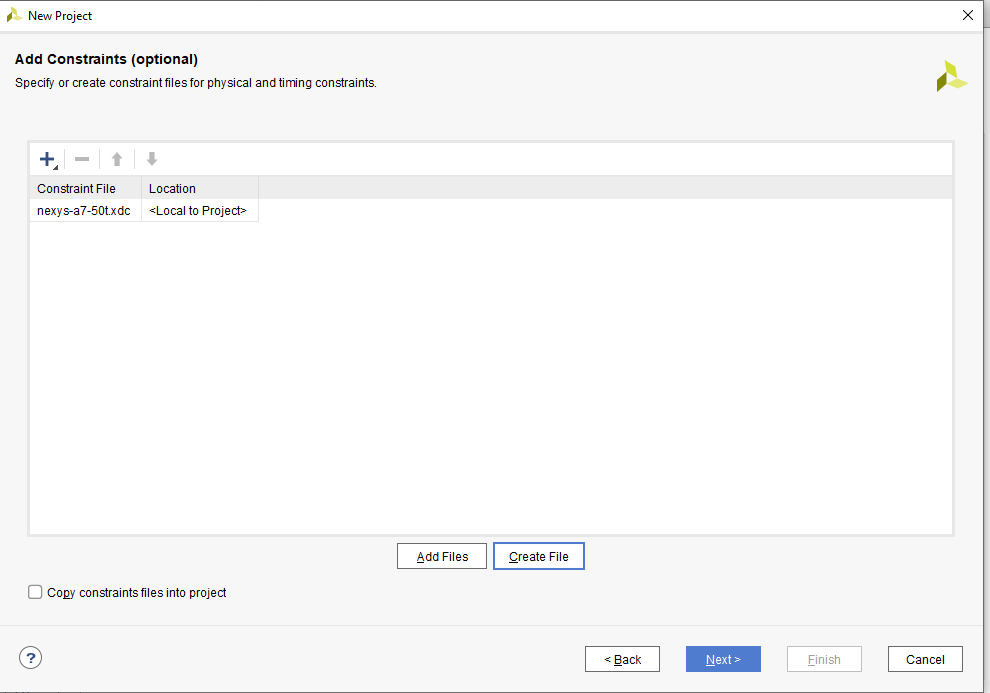 New Project
Add Constraints (optional)
Specify or create constraint files for physical and timing constraints.
Constraint File Location
nexys-a7-50t.xdc <Local to Project>
Add Files Create File
Copy constraints files into project
? < Back Next > Finish Cancel